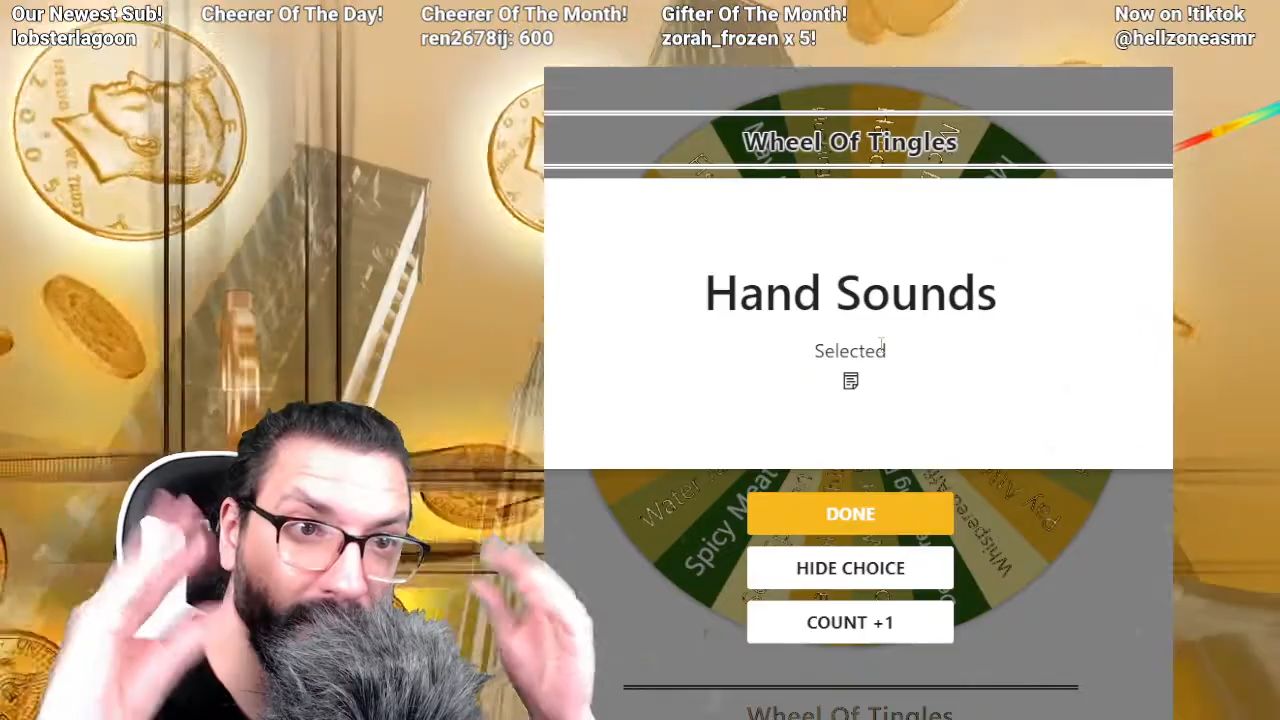 Our Newest Sub!
lobsterlagoon
Cheerer Of The Day!
Cheerer Of The Month!
ren2678ij: 600
Gifter Of The Month!
zorah_frozen x 5!
Now on !tiktok
@hellzoneasmr
Wheel Of Tingles
Hand Sounds
Selected
Water
Spicy Meat
Whispered
Pay
DONE
HIDE CHOICE
COUNT +1
Wheel Of Tingles